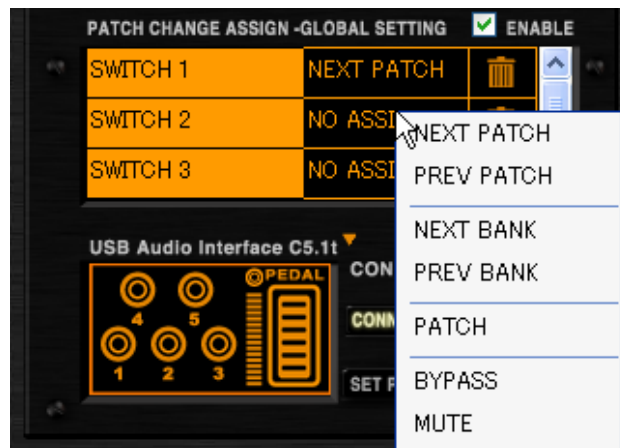 PATCH CHANGE ASSIGN -GLOBAL SETTING ENABLE
SWITCH 1 NEXT PATCH
SWITCH 2 NO ASSI
SWITCH 3 NO ASSI
NEXT PATCH
PREV PATCH
NEXT BANK
PREV BANK
PATCH
BYPASS
MUTE
USB Audio Interface C5.1t
PEDAL
4 5
1 2 3
CON
CONN
SET